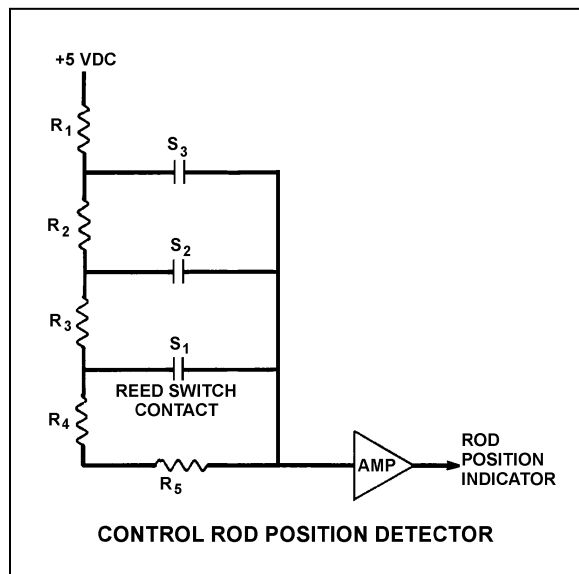 +5 VDC
R1
S3
R2
S2
R3
S1
REED SWITCH
CONTACT
R4
R5
AMP
ROD
POSITION
INDICATOR
CONTROL ROD POSITION DETECTOR